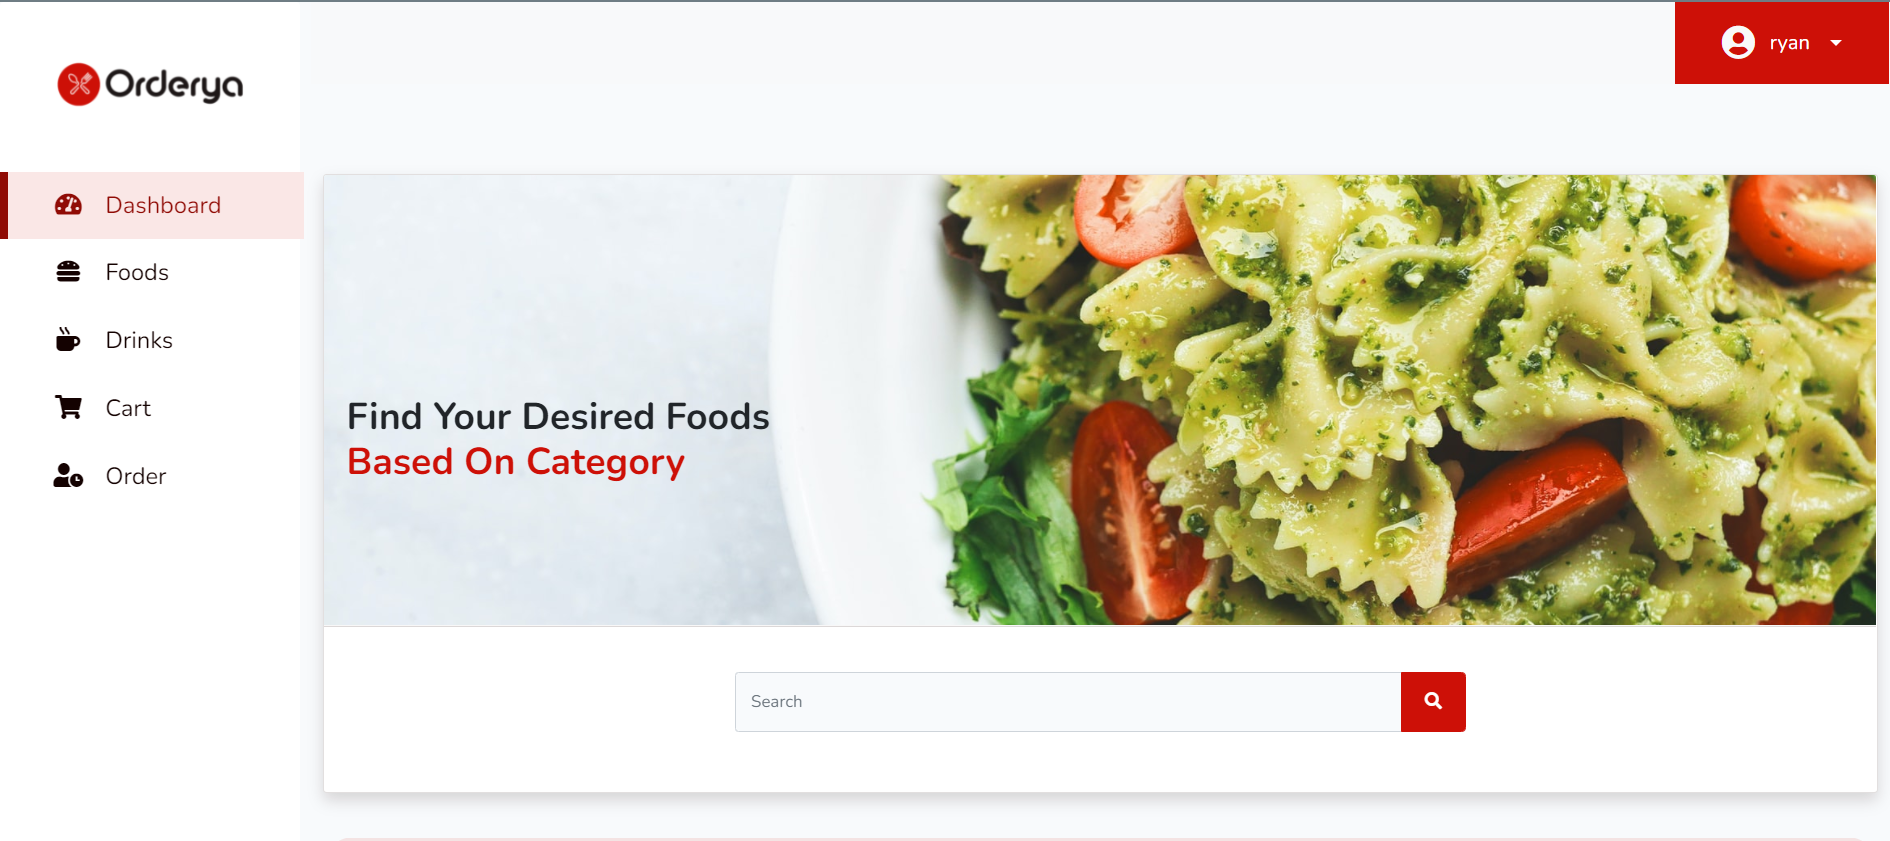 Orderya
ryan
Dashboard
Foods
Drinks
Cart
Order
Find Your Desired Foods
Based On Category
Search